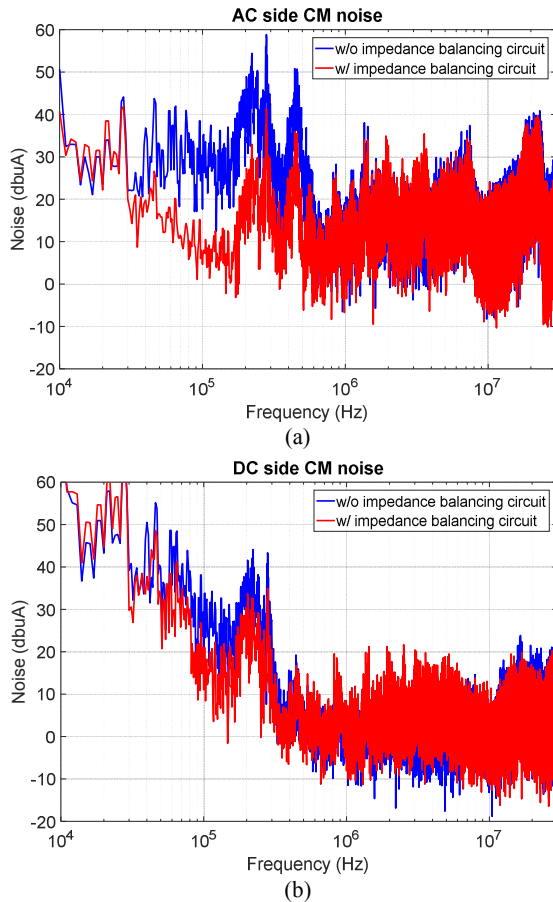 AC side CM noise
60
50
40
30
20
10
0
-10
20
Noise (dbuA)
w/o impedance balancing circuit
w/ impedance balancing circuit
10^4
10^5
10^6
10^7
Frequency (Hz)
(a)
DC side CM noise
60
50
40
30
20
10
0
-10
-20
Noise (dbuA)
w/o impedance balancing circuit
w/ impedance balancing circuit
10^4
10^5
10^6
10^7
Frequency (Hz)
(b)